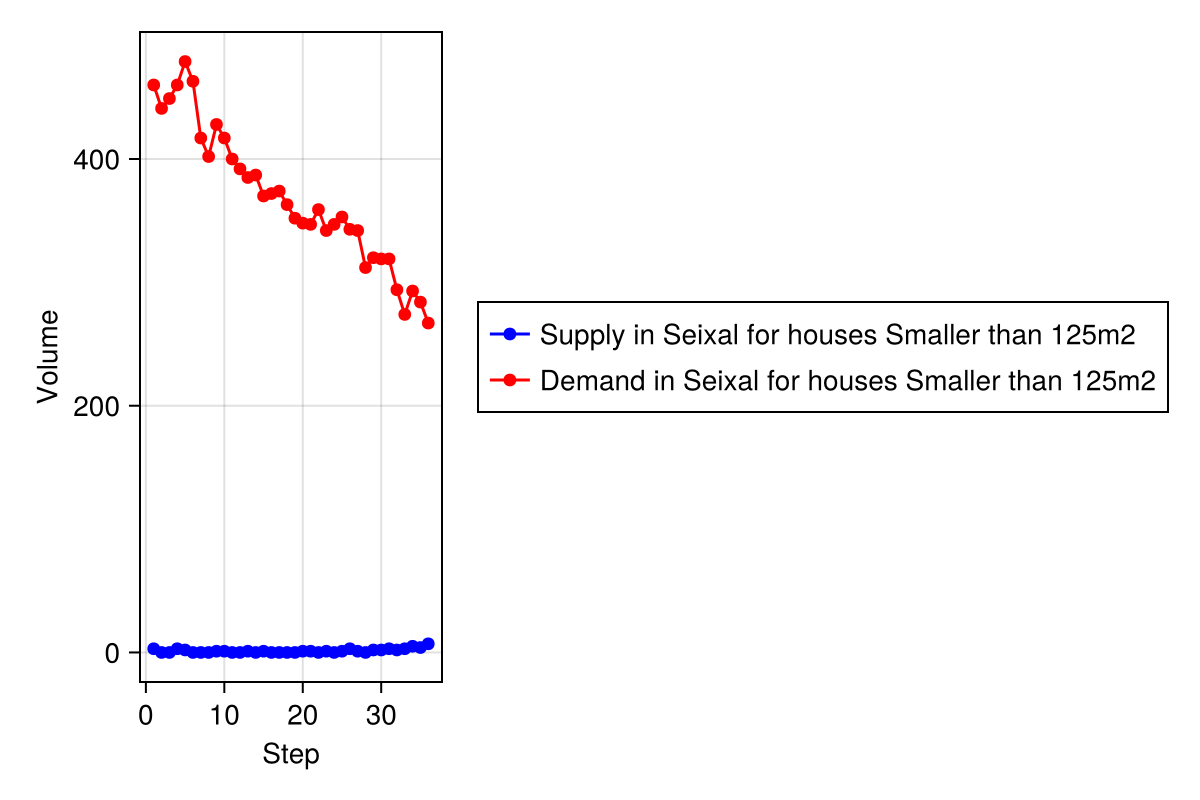 Volume
400
200
0
0 10 20 30
Step
Supply in Seixal for houses Smaller than 125m2
Demand in Seixal for houses Smaller than 125m2